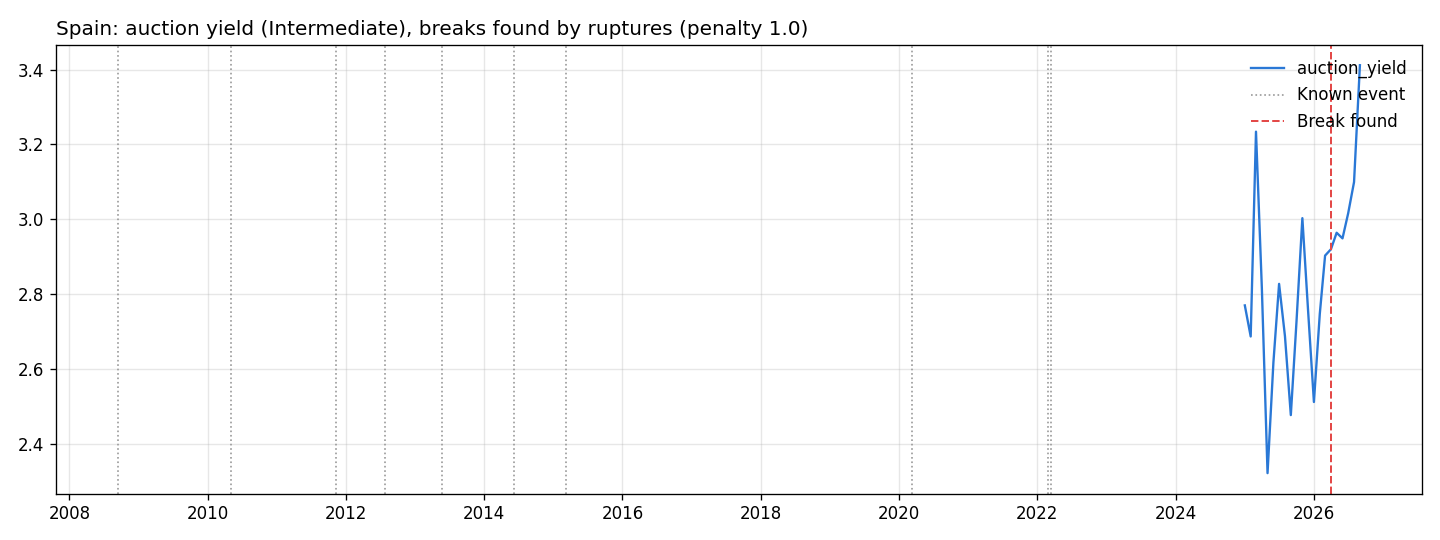 Spain: auction yield (Intermediate), breaks found by ruptures (penalty 1.0)
auction_yield
Known event
Break found
3.4
3.2
3.0
2.8
2.6
2.4
2008 2010 2012 2014 2016 2018 2020 2022 2024 2026